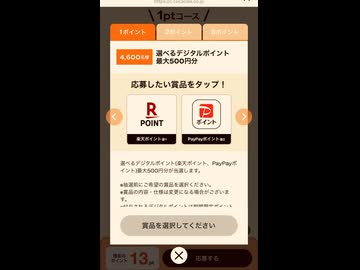 1ptコース
1ポイント
2ポイント
4,600名様
選べるデジタルポイント
最大500円分
応募したい賞品をタップ！
R
POINT
楽天ポイント
P
ポイント
PayPayポイント
選べるデジタルポイント(楽天ポイント、PayPayポ
イント)最大500円分が当選します。
※抽選前にご希望の賞品を選択ください。
※賞品の内容・仕様は変更になる場合がございま
す。
賞品を選択してください
ポイント
13pt
応募する